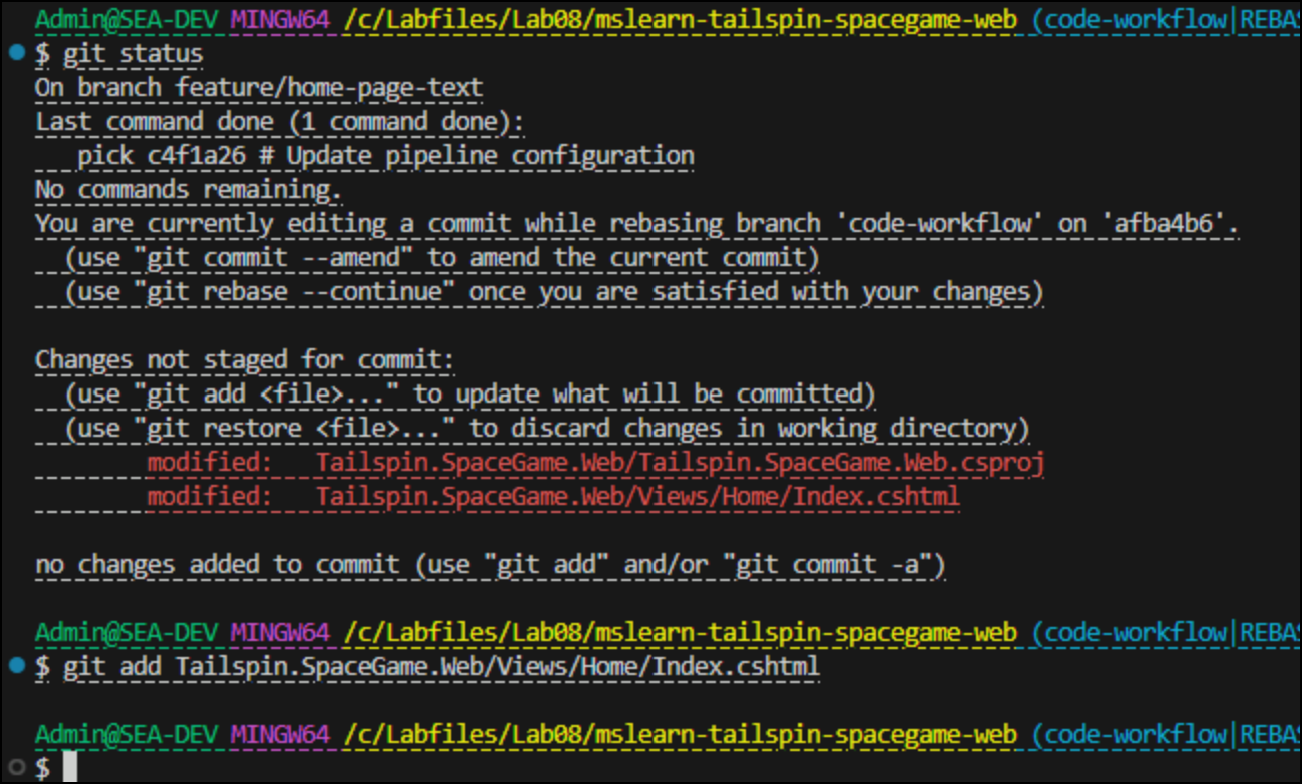 Admin@SEA-DEV MINGW64 /c/Labfiles/Lab08/mslearn-tailspin-spacegame-web (code-workflow|REBAS
$ git status
On branch feature/home-page-text
Last command done (1 command done):
   pick c4f1a26 # Update pipeline configuration
No commands remaining.
You are currently editing a commit while rebasing branch 'code-workflow' on 'afba4b6'.
  (use "git commit --amend" to amend the current commit)
  (use "git rebase --continue" once you are satisfied with your changes)
Changes not staged for commit:
  (use "git add <file>..." to update what will be committed)
  (use "git restore <file>..." to discard changes in working directory)
        modified:   Tailspin.SpaceGame.Web/Tailspin.SpaceGame.Web.csproj
        modified:   Tailspin.SpaceGame.Web/Views/Home/Index.cshtml
no changes added to commit (use "git add" and/or "git commit -a")
Admin@SEA-DEV MINGW64 /c/Labfiles/Lab08/mslearn-tailspin-spacegame-web (code-workflow|REBAS
$ git add Tailspin.SpaceGame.Web/Views/Home/Index.cshtml
Admin@SEA-DEV MINGW64 /c/Labfiles/Lab08/mslearn-tailspin-spacegame-web (code-workflow|REBAS
$